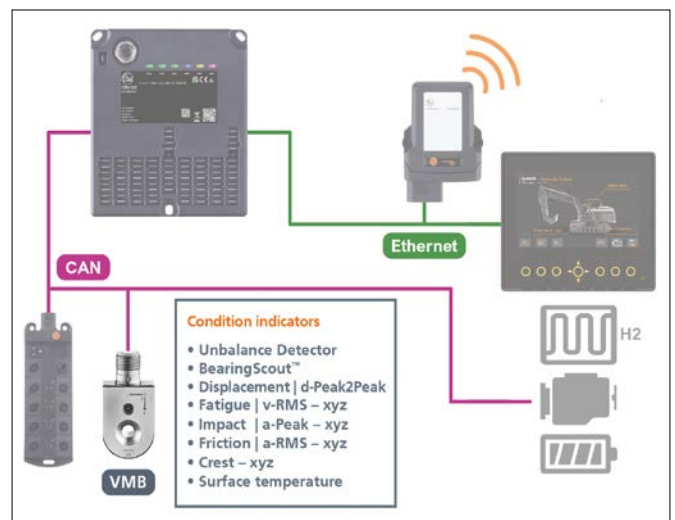 Ethernet
CAN
H2
Condition indicators
• Unbalance Detector
• BearingScout™
• Displacement | d-Peak2Peak
• Fatigue | v-RMS – xyz
• Impact | a-Peak – xyz
• Friction | a-RMS – xyz
• Crest – xyz
• Surface temperature
VMB